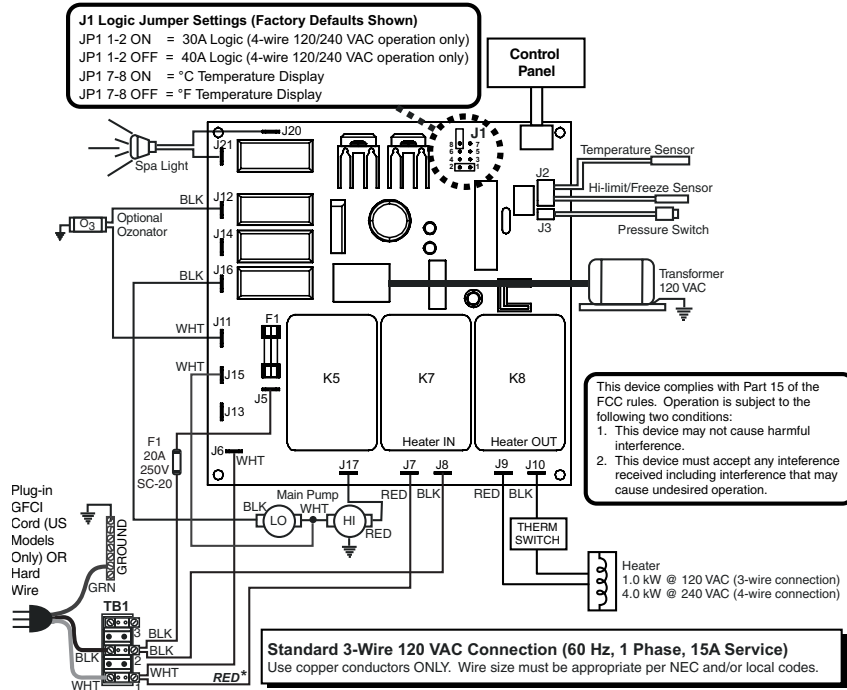 J1 Logic Jumper Settings (Factory Defaults Shown)
JP1 1-2 ON = 30A Logic (4-wire 120/240 VAC operation only)
JP1 1-2 OFF = 40A Logic (4-wire 120/240 VAC operation only)
JP1 7-8 ON = °C Temperature Display
JP1 7-8 OFF = °F Temperature Display
Control
Panel
J20
J21
Spa Light
J1
8 7
6 5
4 3
2 1
Temperature Sensor
J2
Hi-limit/Freeze Sensor
J3
Pressure Switch
BLK
J12
O3
Optional
Ozonator
J14
BLK
J16
Transformer
120 VAC
WHT
J11
F1
WHT
J15
J5
J13
K5
K7
K8
Heater IN
Heater OUT
This device complies with Part 15 of the
FCC rules. Operation is subject to the
following two conditions:
1. This device may not cause harmful
interference.
2. This device must accept any inteference
received including interference that may
cause undesired operation.
F1
20A
250V
SC-20
J6
WHT
J17
J7
J8
J9
J10
Main Pump
RED
BLK
RED
BLK
BLK
LO
WHT
HI
RED
THERM
SWITCH
Heater
1.0 kW @ 120 VAC (3-wire connection)
4.0 kW @ 240 VAC (4-wire connection)
Plug-in
GFCI
Cord (US
Models
Only) OR
Hard
Wire
GROUND
GRN
TB1
3
BLK
BLK
BLK
2
WHT
WHT
1
RED*
Standard 3-Wire 120 VAC Connection (60 Hz, 1 Phase, 15A Service)
Use copper conductors ONLY. Wire size must be appropriate per NEC and/or local codes.